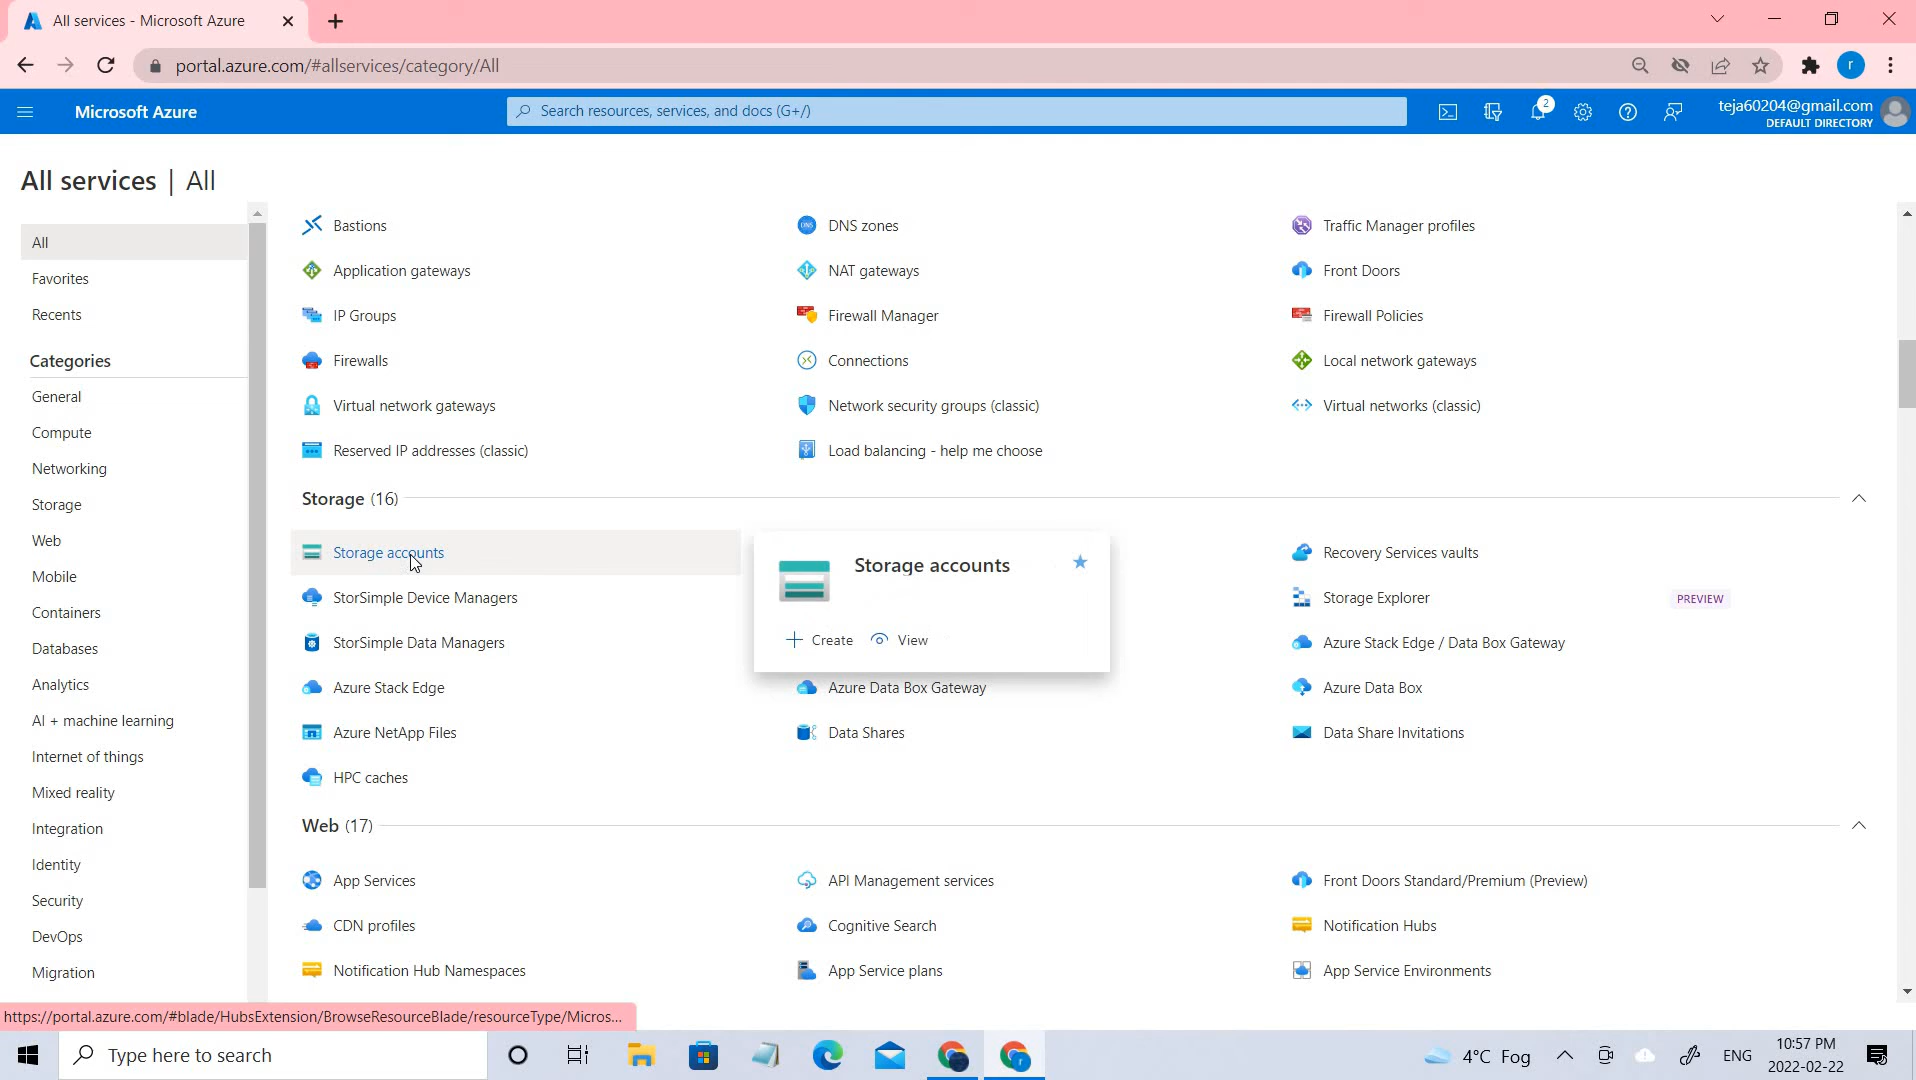 All services - Microsoft Azure
portal.azure.com/#allservices/category/All
r
Microsoft Azure
Search resources, services, and docs (G+/)
2
teja60204@gmail.com
DEFAULT DIRECTORY
All services | All
All
Favorites
Recents
Categories
General
Compute
Networking
Storage
Web
Mobile
Containers
Databases
Analytics
AI + machine learning
Internet of things
Mixed reality
Integration
Identity
Security
DevOps
Migration
Bastions
DNS zones
Traffic Manager profiles
Application gateways
NAT gateways
Front Doors
IP Groups
Firewall Manager
Firewall Policies
Firewalls
Connections
Local network gateways
Virtual network gateways
Network security groups (classic)
Virtual networks (classic)
Reserved IP addresses (classic)
Load balancing - help me choose
Storage (16)
Storage accounts
Storage accounts
Create
View
Recovery Services vaults
StorSimple Device Managers
Storage Explorer
PREVIEW
StorSimple Data Managers
Azure Stack Edge / Data Box Gateway
Azure Stack Edge
Azure Data Box Gateway
Azure Data Box
Azure NetApp Files
Data Shares
Data Share Invitations
HPC caches
Web (17)
App Services
API Management services
Front Doors Standard/Premium (Preview)
CDN profiles
Cognitive Search
Notification Hubs
Notification Hub Namespaces
App Service plans
App Service Environments
https://portal.azure.com/#blade/HubsExtension/BrowseResourceBlade/resourceType/Micros...
Type here to search
4°C Fog
ENG
10:57 PM
2022-02-22